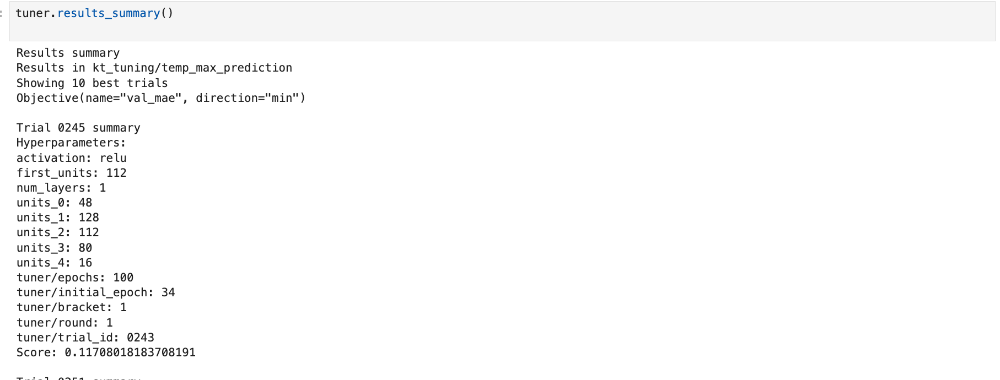 tuner.results_summary()
Results summary
Results in kt_tuning/temp_max_prediction
Showing 10 best trials
Objective(name="val_mae", direction="min")
Trial 0245 summary
Hyperparameters:
activation: relu
first_units: 112
num_layers: 1
units_0: 48
units_1: 128
units_2: 112
units_3: 80
units_4: 16
tuner/epochs: 100
tuner/initial_epoch: 34
tuner/bracket: 1
tuner/round: 1
tuner/trial_id: 0243
Score: 0.11708018183708191
Trial 0251 summary